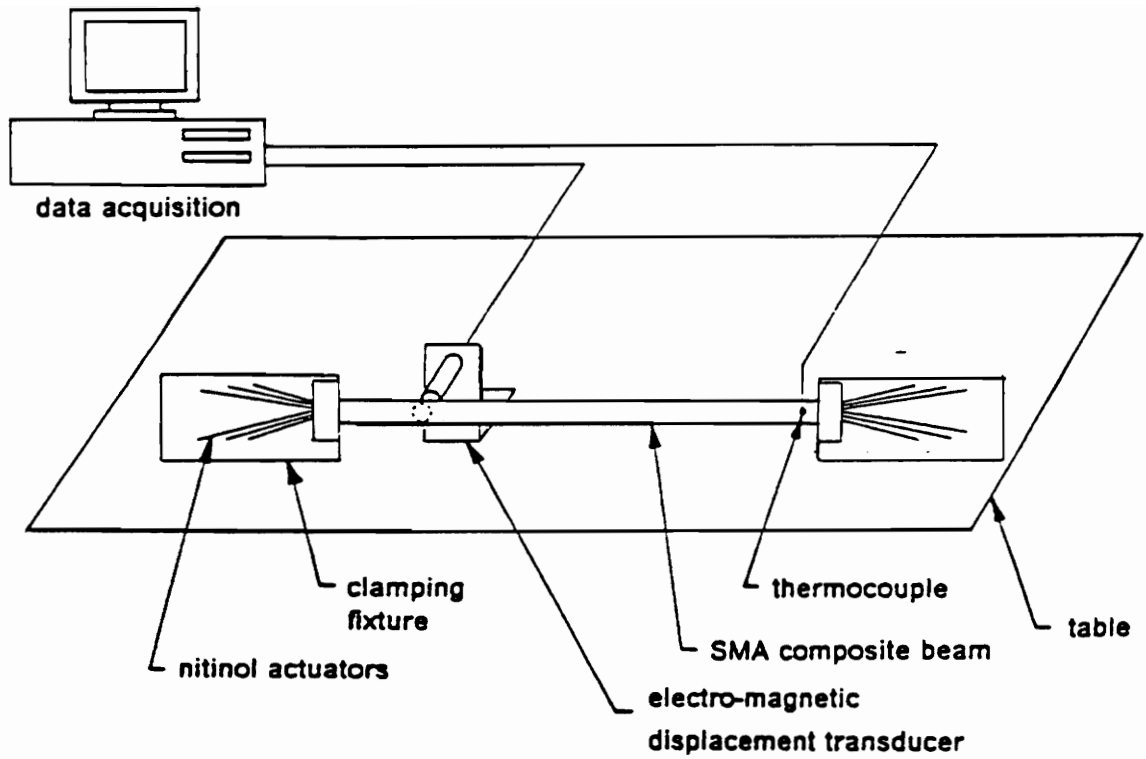 data acquisition
clamping
fixture
thermocouple
table
nitinol actuators
SMA composite beam
electro-magnetic
displacement transducer